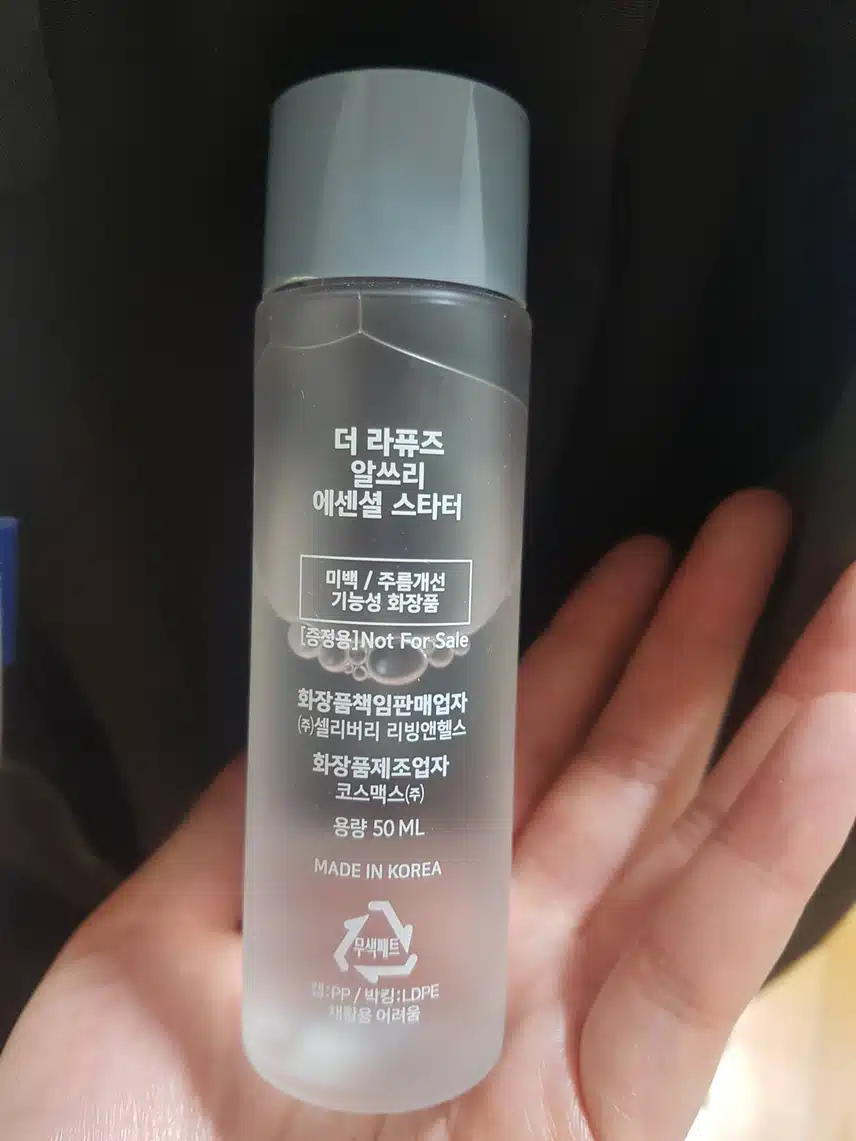 더 라퓨즈
알쓰리
에센셜 스타터
미백 / 주름개선
기능성 화장품
[증정용]Not For Sale
화장품책임판매업자
㈜셀리버리 리빙앤헬스
화장품제조업자
코스맥스㈜
용량 50 ML
MADE IN KOREA
무색페트
캡:PP / 박킹:LDPE
재활용 어려움